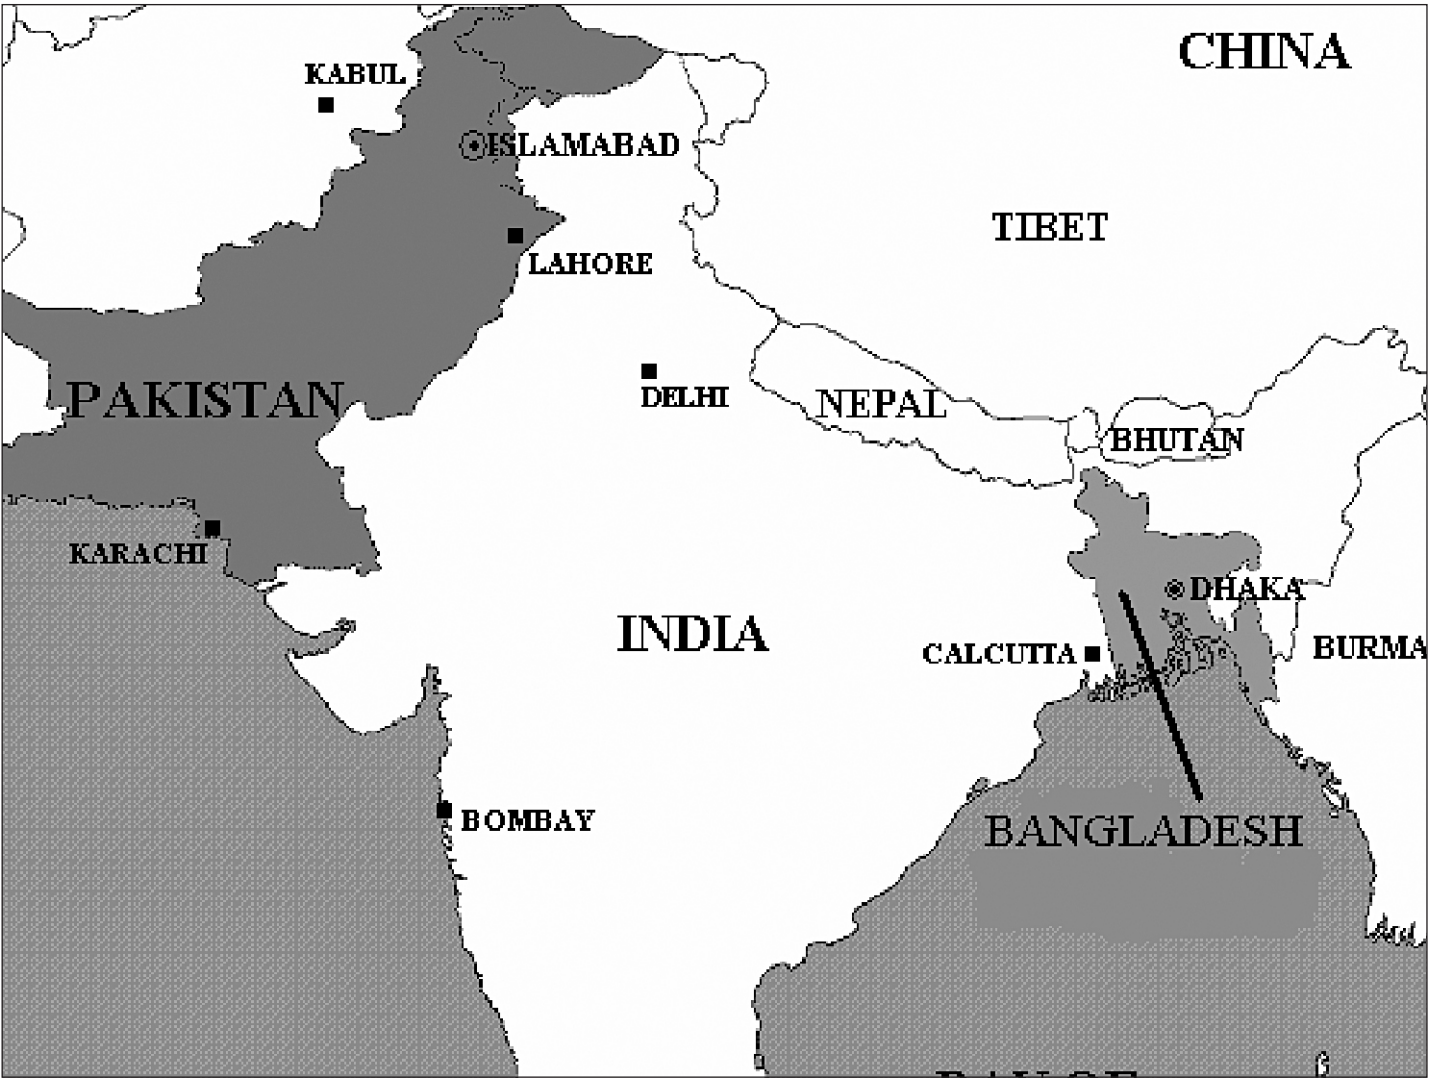 CHINA
KABUL
ISLAMABAD
TIBET
LAHORE
PAKISTAN
DELHI
NEPAL
BHUTAN
KARACHI
DHAKA
INDIA
CALCUTTA
BURMA
BOMBAY
BANGLADESH